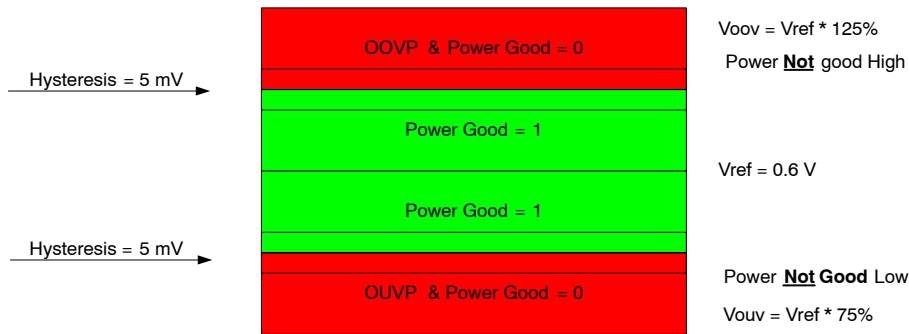 Voov = Vref * 125%
OOVP & Power Good = 0
Power Not good High
Hysteresis = 5 mV
Power Good = 1
Vref = 0.6 V
Power Good = 1
Hysteresis = 5 mV
Power Not Good Low
OUVP & Power Good = 0
Vouv = Vref * 75%